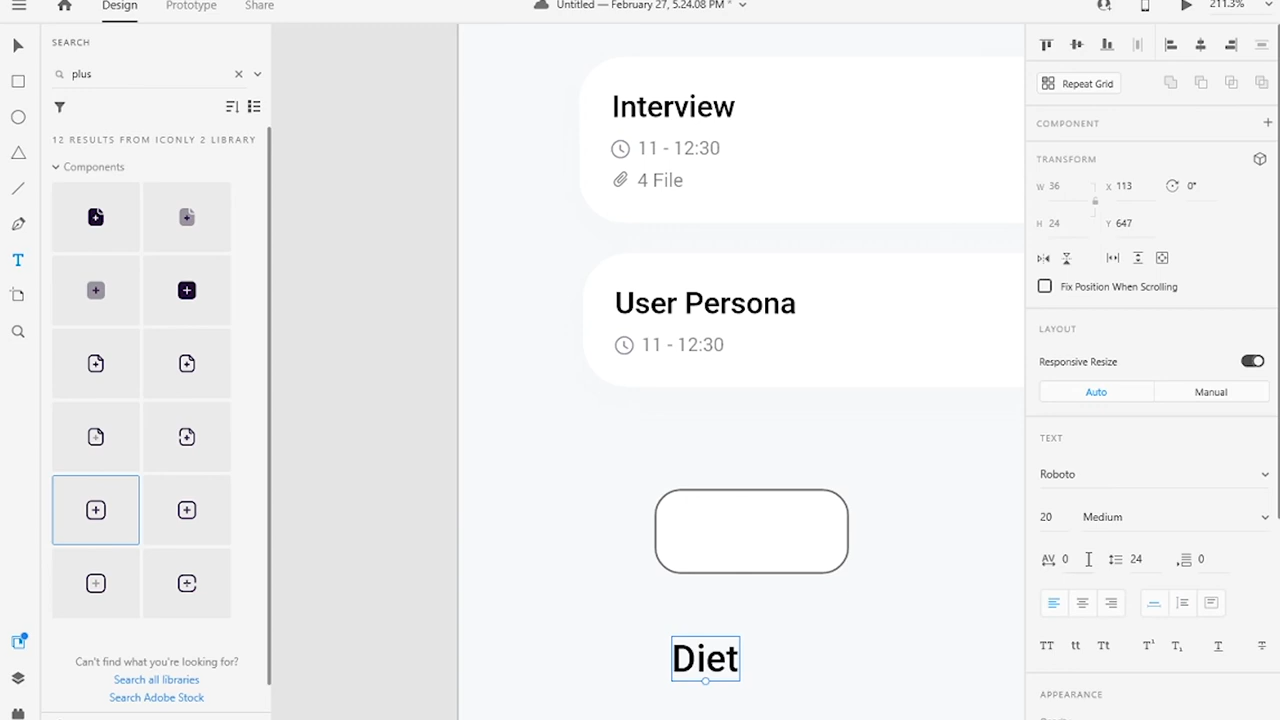 Design
Prototype
Share
Untitled — February 27, 5.24.08 PM *
211.3%
SEARCH
plus
12 RESULTS FROM ICONLY 2 LIBRARY
Components
Can't find what you're looking for?
Search all libraries
Search Adobe Stock
Interview
11 - 12:30
4 File
User Persona
11 - 12:30
Diet
Repeat Grid
COMPONENT
TRANSFORM
W 36
X 113
0°
H 24
Y 647
Fix Position When Scrolling
LAYOUT
Responsive Resize
Auto
Manual
TEXT
Roboto
20
Medium
AV 0
24
0
TT
tt
Tt
T¹
T₁
T
T
APPEARANCE